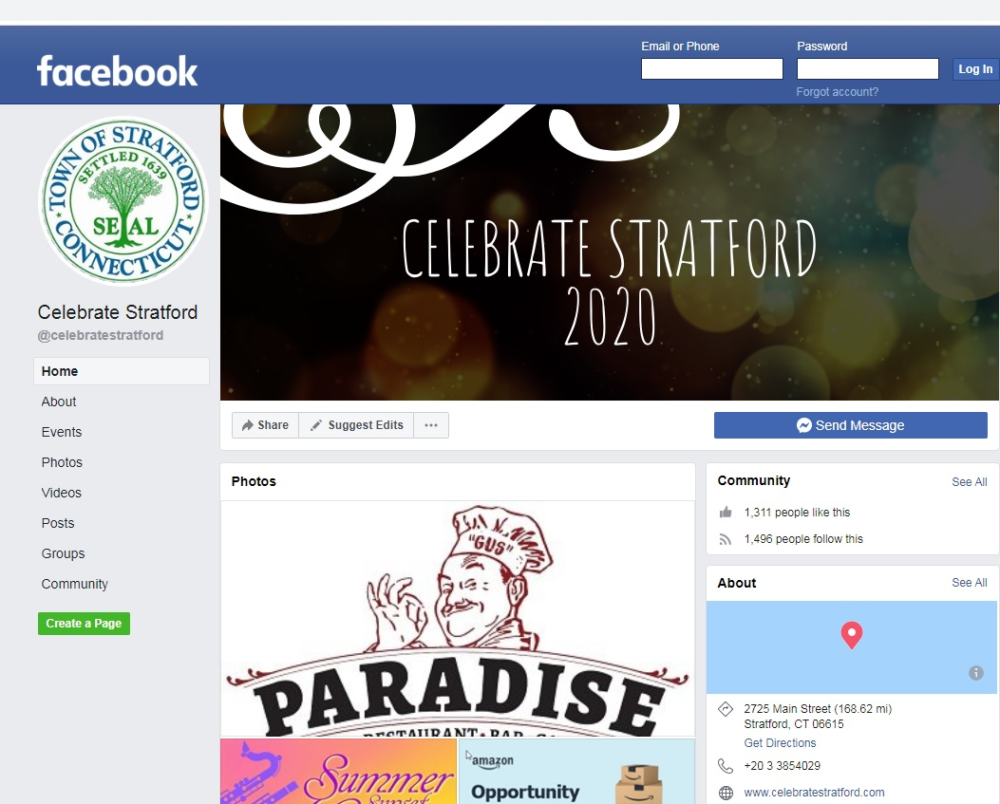 facebook
Email or Phone
Password
Log In
Forgot account?
TOWN OF STRATFORD
SETTLED 1639
SEAL
CONNECTICUT
CELEBRATE STRATFORD
2020
Celebrate Stratford
@celebratestratford
Home
About
Events
Photos
Videos
Posts
Groups
Community
Create a Page
Share
Suggest Edits
Send Message
Photos
"GUS"
PARADISE
RESTAURANT • BAR
Summer
Sunset
amazon
Opportunity
Community
See All
1,311 people like this
1,496 people follow this
About
See All
2725 Main Street (168.62 mi)
Stratford, CT 06615
Get Directions
+20 3 3854029
www.celebratestratford.com